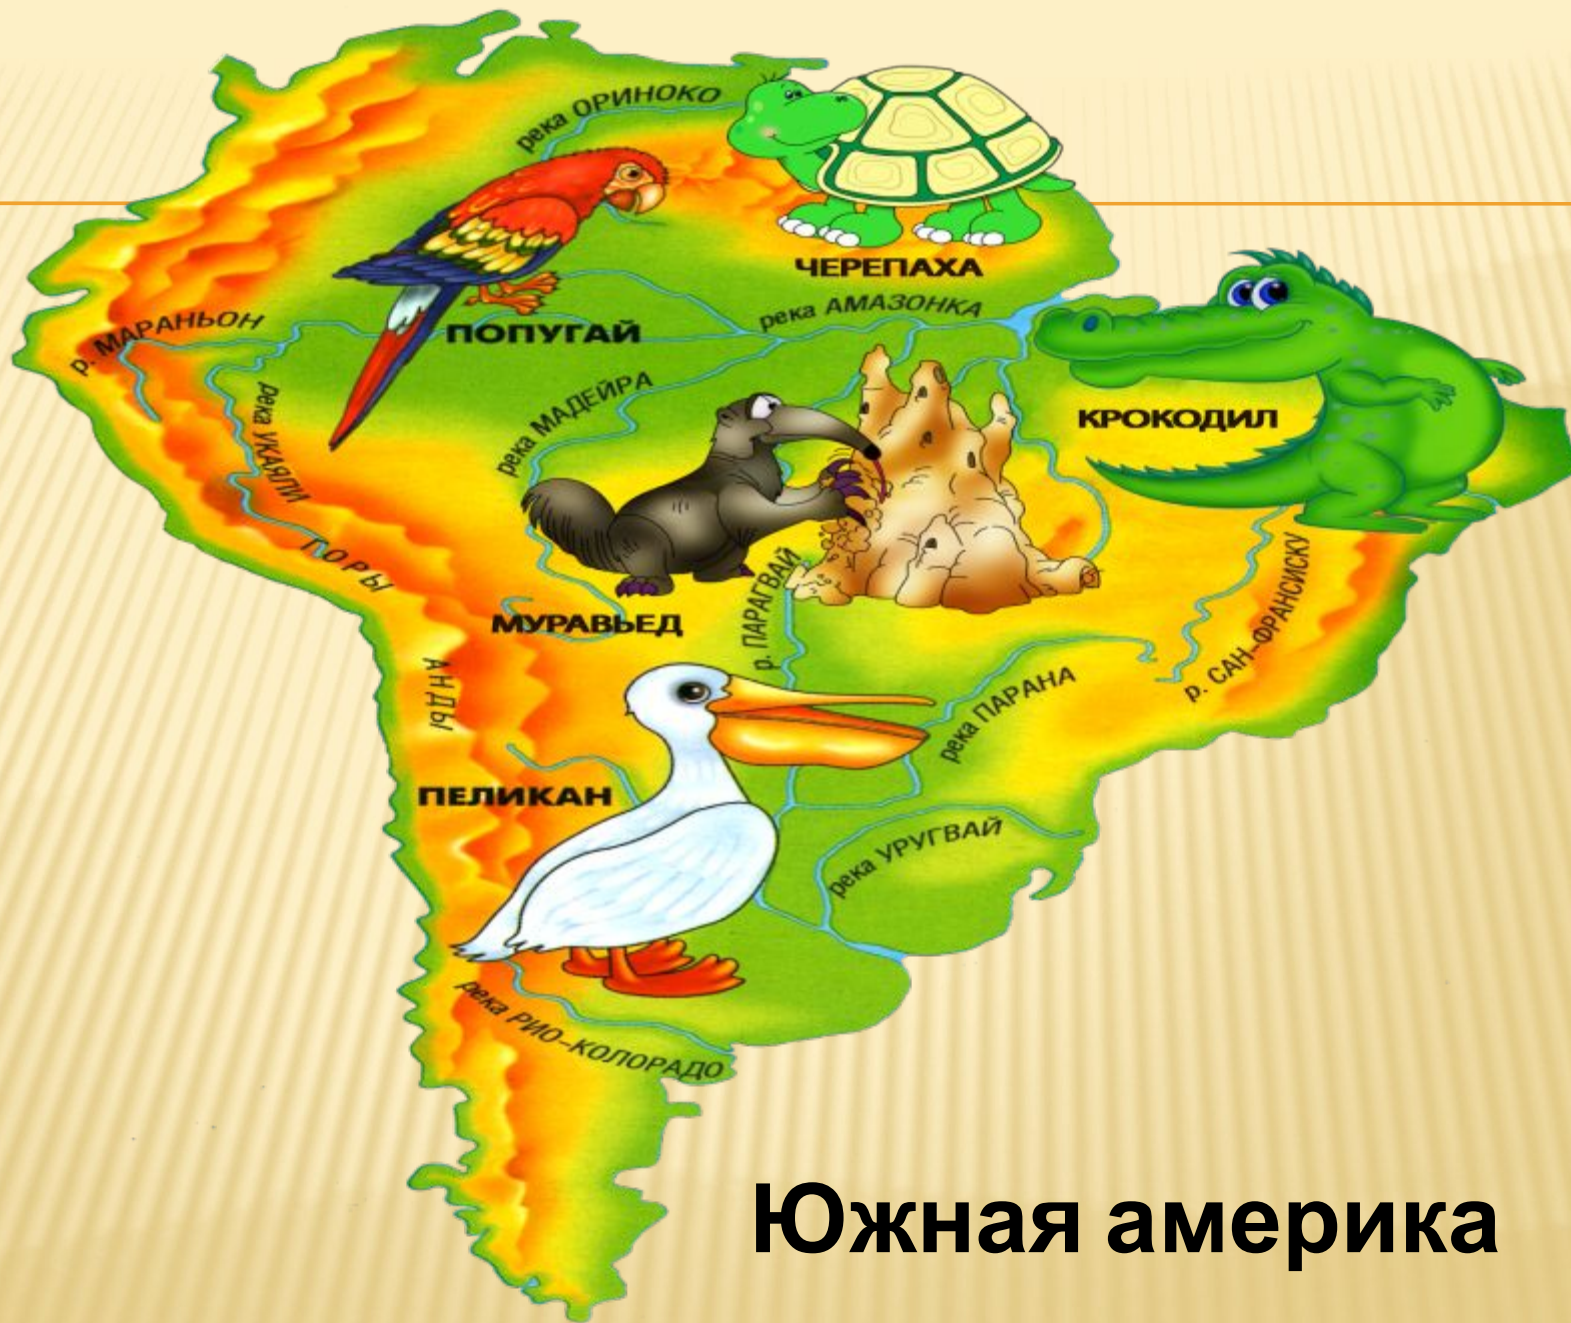 река ОРИНОКО
ЧЕРЕПАХА
река АМАЗОНКА
ПОПУГАЙ
р. МАРАНЬОН
река МАДЕЙРА
река УКАЯЛИ
КРОКОДИЛ
ГОРЫ
АНДЫ
МУРАВЬЕД
р. ПАРАГВАЙ
р. САН-ФРАНСИСКУ
река ПАРАНА
ПЕЛИКАН
река УРУГВАЙ
река РИО-КОЛОРАДО
Южная америка